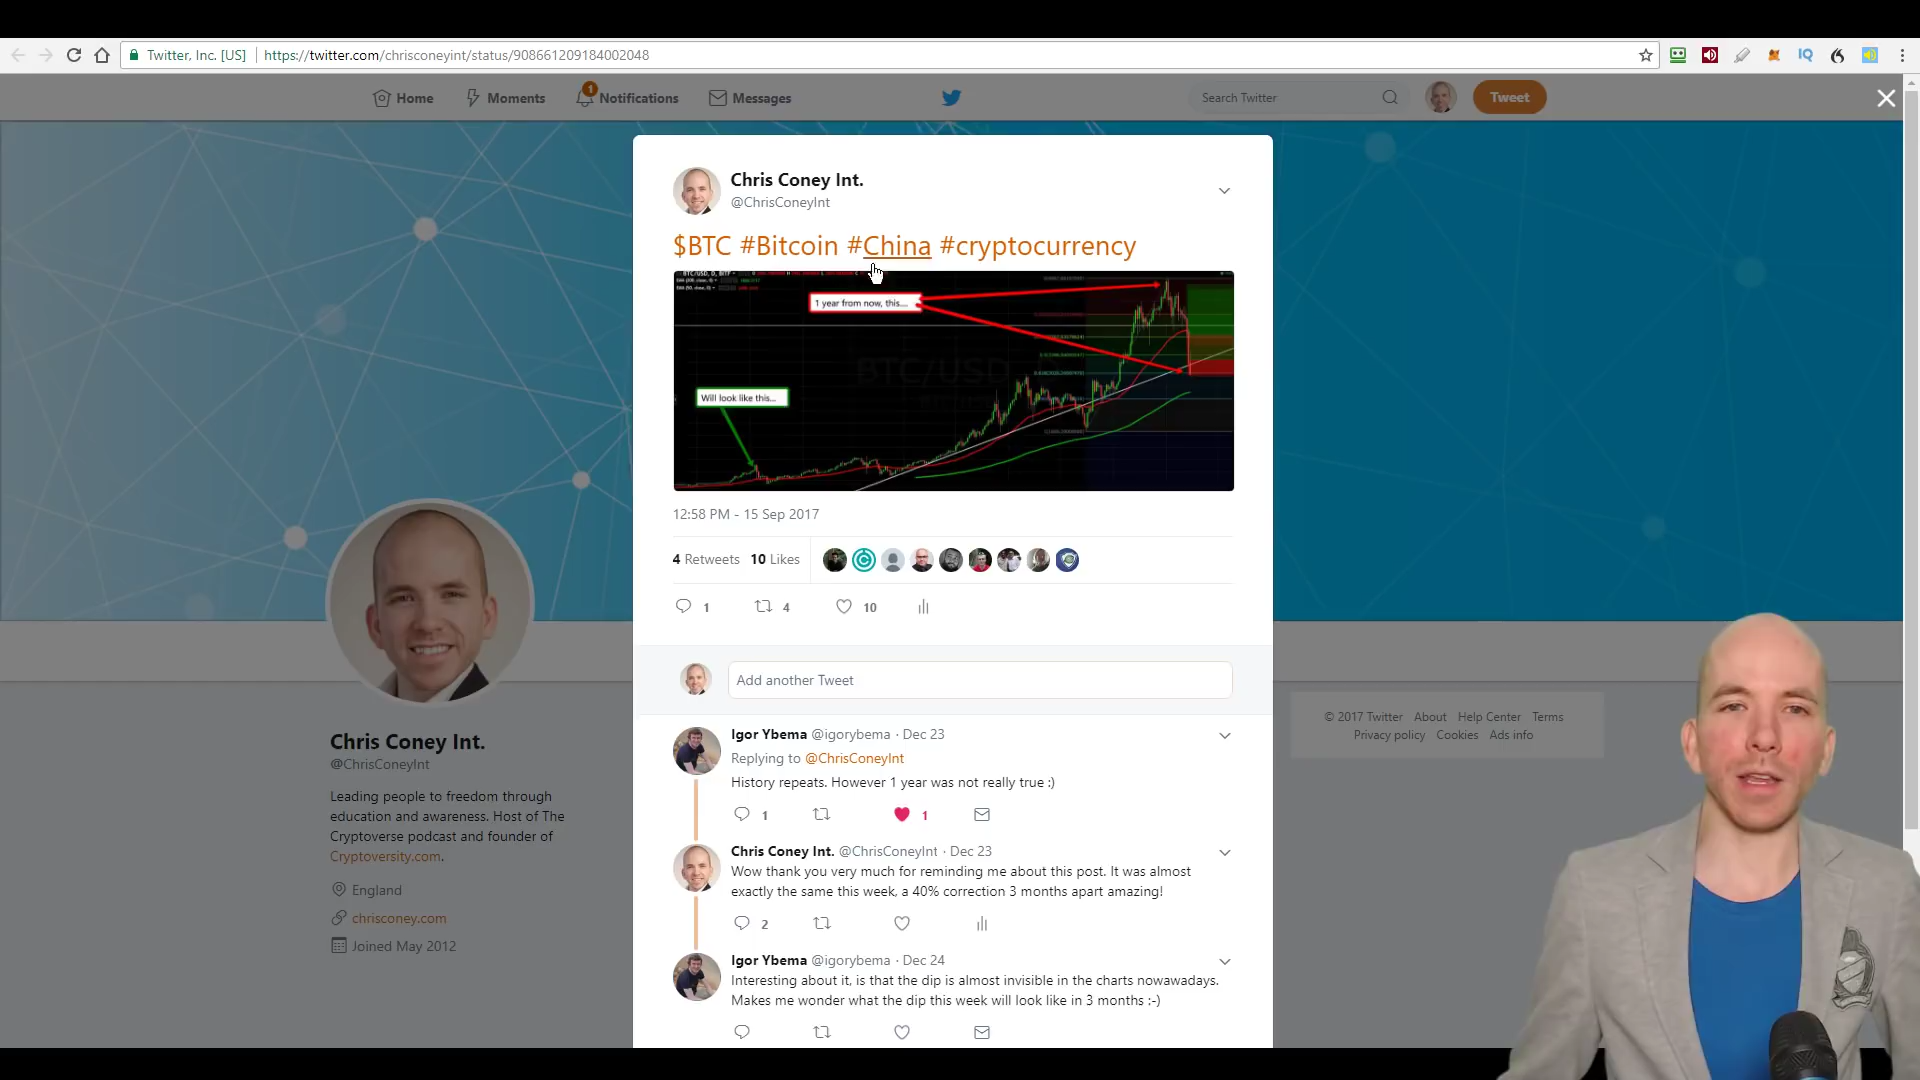 Twitter, Inc. [US] https://twitter.com/chrisconeyint/status/908661209184002048
Home Moments 1 Notifications Messages Search Twitter Tweet
Chris Coney Int.
@ChrisConeyInt
$BTC #Bitcoin #China #cryptocurrency
1 year from now, this...
BTC/USD
Will look like this...
12:58 PM - 15 Sep 2017
4 Retweets 10 Likes
1 4 10
Add another Tweet
Igor Ybema @igorybema · Dec 23
Replying to @ChrisConeyInt
History repeats. However 1 year was not really true :)
1 1
Chris Coney Int. @ChrisConeyInt · Dec 23
Wow thank you very much for reminding me about this post. It was almost
exactly the same this week, a 40% correction 3 months apart amazing!
2
Igor Ybema @igorybema · Dec 24
Interesting about it, is that the dip is almost invisible in the charts nowawadays.
Makes me wonder what the dip this week will look like in 3 months :-)
Chris Coney Int.
@ChrisConeyInt
Leading people to freedom through
education and awareness. Host of The
Cryptoverse podcast and founder of
Cryptoversity.com.
England
chrisconey.com
Joined May 2012
© 2017 Twitter About Help Center Terms
Privacy policy Cookies Ads info
IQ